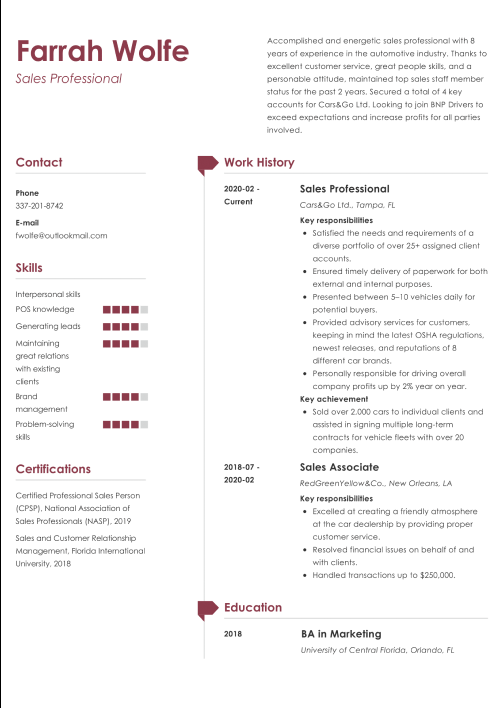 Farrah Wolfe
Sales Professional
Accomplished and energetic sales professional with 8
years of experience in the automotive industry. Thanks to
excellent customer service, great people skills, and a
personable attitude, maintained top sales staff member
status for the past 2 years. Secured a total of 4 key
accounts for Cars&Go Ltd. Looking to join BNP Drivers to
exceed expectations and increase profits for all parties
involved.
Contact
Phone
337-201-8742
E-mail
fwolfe@outlookmail.com
Skills
Interpersonal skills
POS knowledge
Generating leads
Maintaining
great relations
with existing
clients
Brand
management
Problem-solving
skills
Certifications
Certified Professional Sales Person
(CPSP), National Association of
Sales Professionals (NASP), 2019
Sales and Customer Relationship
Management, Florida International
University, 2018
Work History
2020-02 -
Current
Sales Professional
Cars&Go Ltd., Tampa, FL
Key responsibilities
• Satisfied the needs and requirements of a
diverse portfolio of over 25+ assigned client
accounts.
• Ensured timely delivery of paperwork for both
external and internal purposes.
• Presented between 5–10 vehicles daily for
potential buyers.
• Provided advisory services for customers,
keeping in mind the latest OSHA regulations,
newest releases, and reputations of 8
different car brands.
• Personally responsible for driving overall
company profits up by 2% year on year.
Key achievement
• Sold over 2,000 cars to individual clients and
assisted in signing multiple long-term
contracts for vehicle fleets with over 20
companies.
2018-07 -
2020-02
Sales Associate
RedGreenYellow&Co., New Orleans, LA
Key responsibilities
• Excelled at creating a friendly atmosphere
at the car dealership by providing proper
customer service.
• Resolved financial issues on behalf of and
with clients.
• Handled transactions up to $250,000.
Education
2018
BA in Marketing
University of Central Florida, Orlando, FL